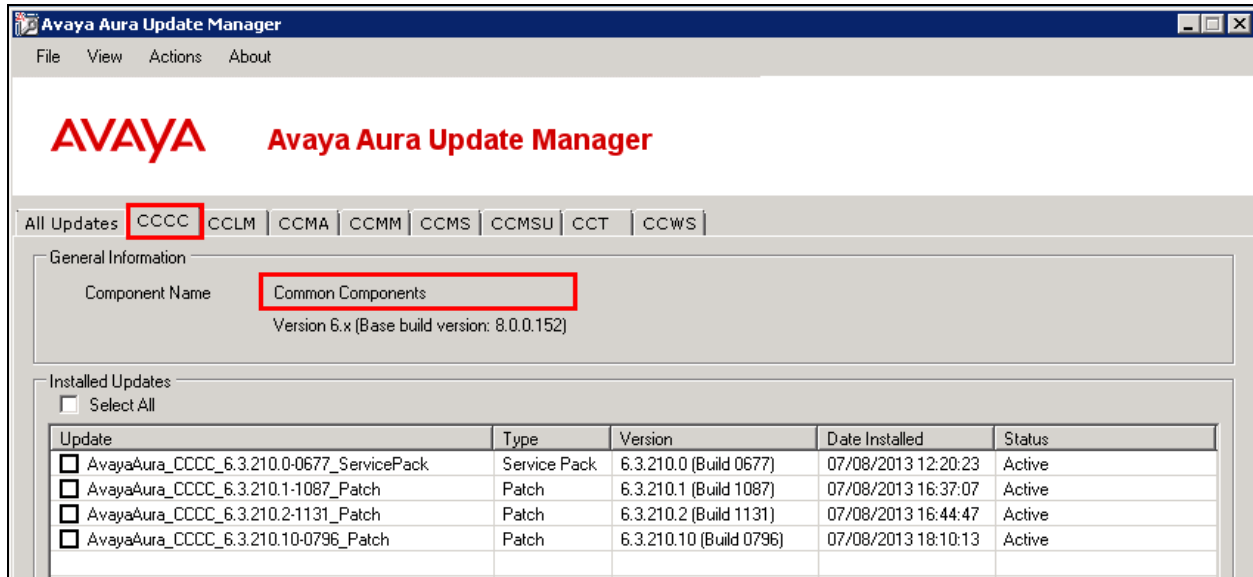 Avaya Aura Update Manager
File View Actions About
AVAYA Avaya Aura Update Manager
All Updates CCCC CCLM CCMA CCMM CCMS CCMSU CCT CCWS
General Information
Component Name Common Components
Version 6.x (Base build version: 8.0.0.152)
Installed Updates
Select All
Update Type Version Date Installed Status
AvayaAura_CCCC_6.3.210.0-0677_ServicePack Service Pack 6.3.210.0 (Build 0677) 07/08/2013 12:20:23 Active
AvayaAura_CCCC_6.3.210.1-1087_Patch Patch 6.3.210.1 (Build 1087) 07/08/2013 16:37:07 Active
AvayaAura_CCCC_6.3.210.2-1131_Patch Patch 6.3.210.2 (Build 1131) 07/08/2013 16:44:47 Active
AvayaAura_CCCC_6.3.210.10-0796_Patch Patch 6.3.210.10 (Build 0796) 07/08/2013 18:10:13 Active